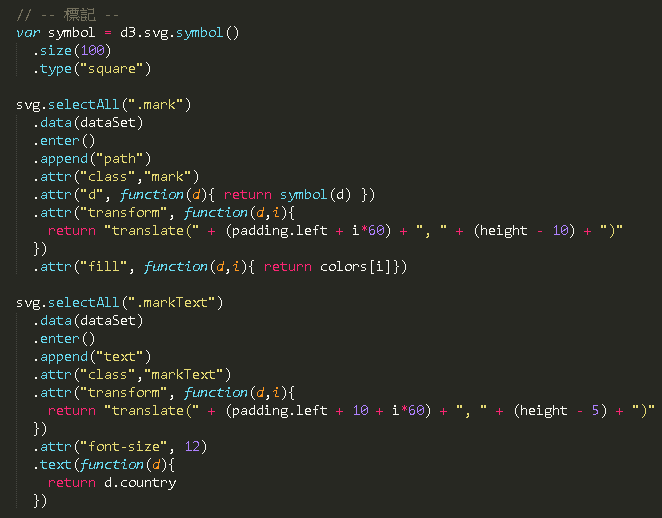 // -- 標記 --
var symbol = d3.svg.symbol()
  .size(100)
  .type("square")

svg.selectAll(".mark")
  .data(dataSet)
  .enter()
  .append("path")
  .attr("class","mark")
  .attr("d", function(d){ return symbol(d) })
  .attr("transform", function(d,i){
    return "translate(" + (padding.left + i*60) + ", " + (height - 10) + ")"
  })
  .attr("fill", function(d,i){ return colors[i]})

svg.selectAll(".markText")
  .data(dataSet)
  .enter()
  .append("text")
  .attr("class","markText")
  .attr("transform", function(d,i){
    return "translate(" + (padding.left + 10 + i*60) + ", " + (height - 5) + ")"
  })
  .attr("font-size", 12)
  .text(function(d){
    return d.country
  })